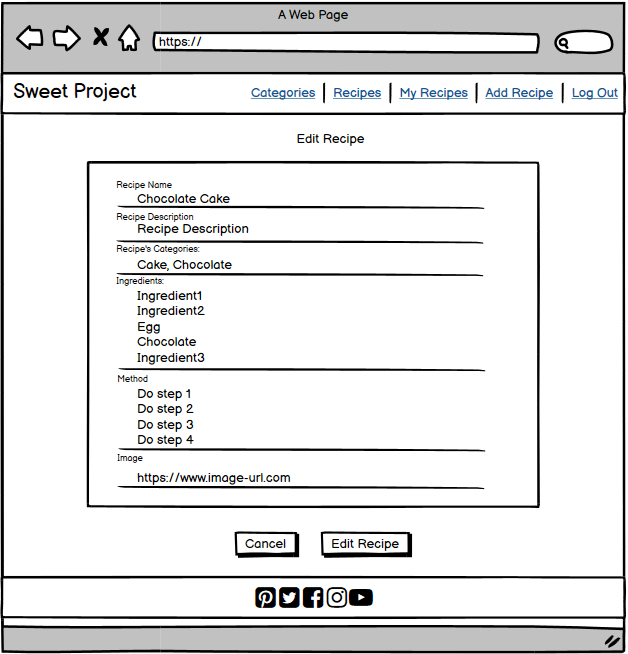 A Web Page
https://
Sweet Project
Categories | Recipes | My Recipes | Add Recipe | Log Out
Edit Recipe
Recipe Name
Chocolate Cake
Recipe Description
Recipe Description
Recipe's Categories:
Cake, Chocolate
Ingredients:
Ingredient1
Ingredient2
Egg
Chocolate
Ingredient3
Method
Do step 1
Do step 2
Do step 3
Do step 4
Image
https://www.image-url.com
Cancel Edit Recipe